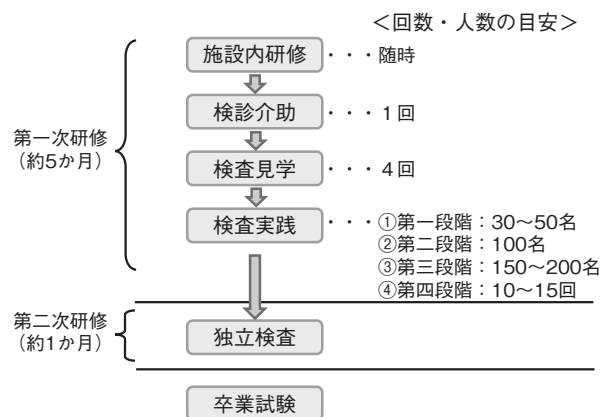 ＜回数・人数の目安＞
施設内研修・・・随時
検診介助・・・１回
第一次研修
（約5か月）
検査見学・・・４回
検査実践・・・①第一段階：30～50名
②第二段階：100名
③第三段階：150～200名
④第四段階：10～15回
第二次研修
（約1か月）
独立検査
卒業試験